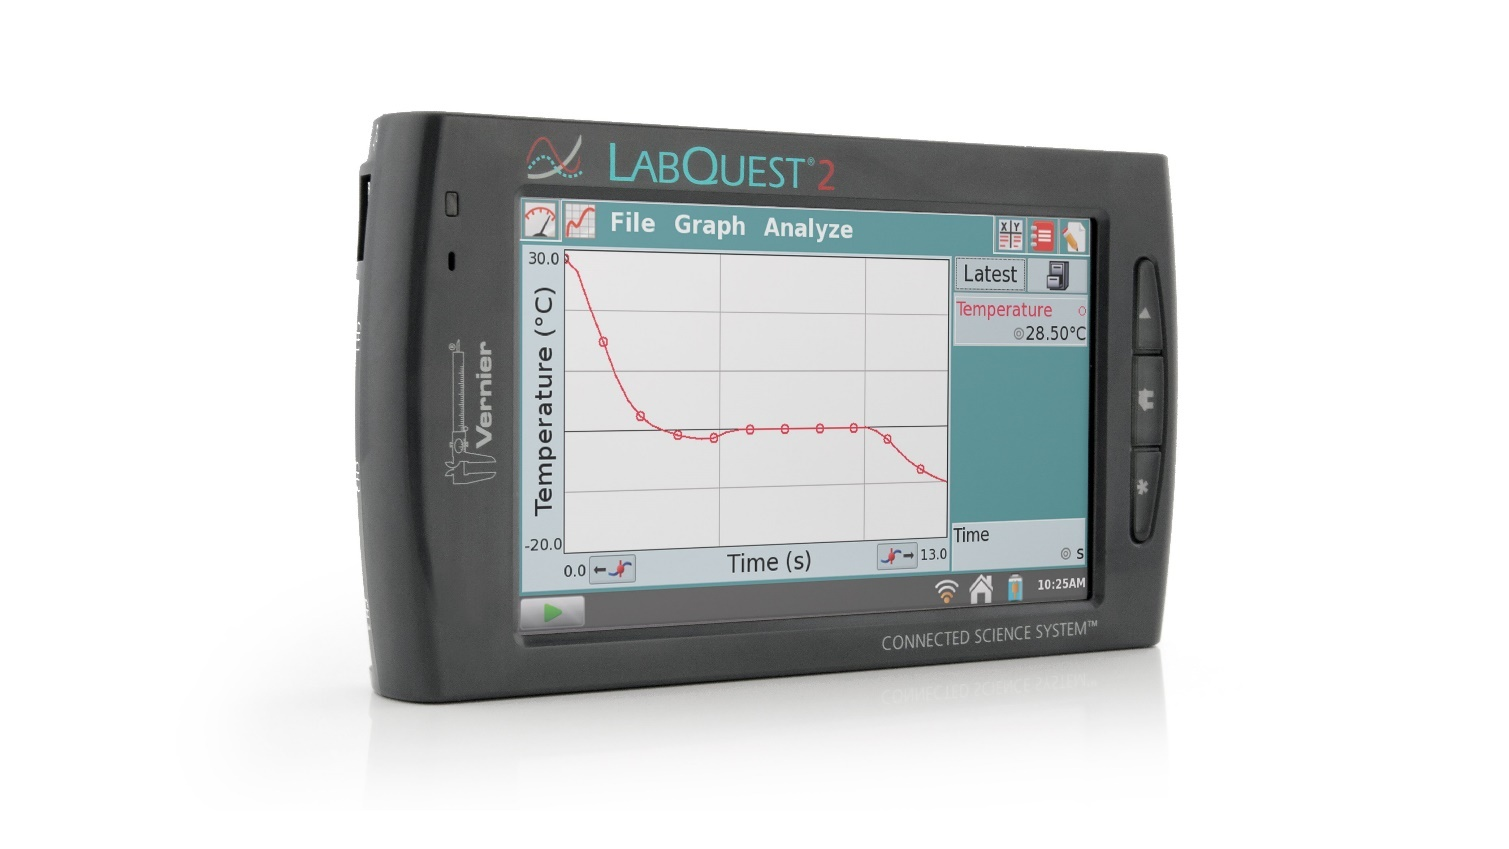 LABQUEST® 2
File Graph Analyze
X Y
30.0
Latest
Temperature
28.50°C
Temperature (°C)
Vernier®
-20.0
0.0
Time (s)
13.0
Time
s
10:25AM
CONNECTED SCIENCE SYSTEM™